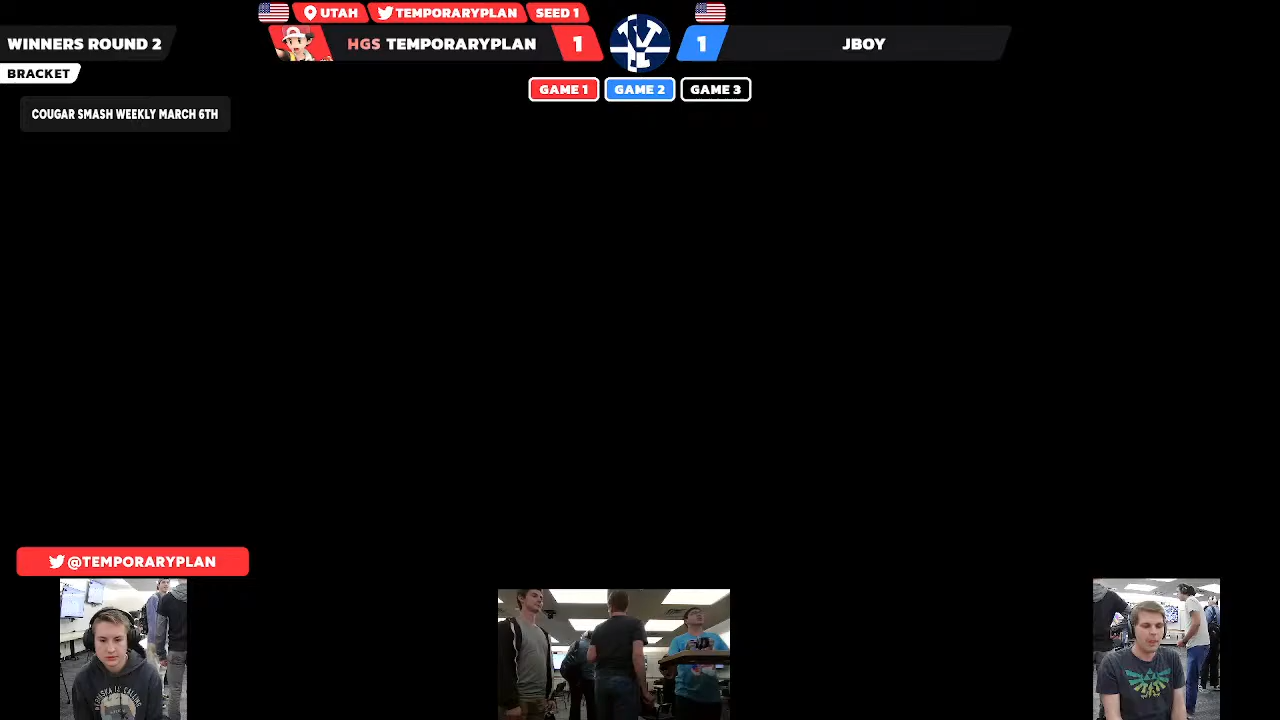 UTAH
TEMPORARYPLAN
SEED 1
WINNERS ROUND 2
HGS TEMPORARYPLAN
1
1
JBOY
BRACKET
GAME 1
GAME 2
GAME 3
COUGAR SMASH WEEKLY MARCH 6TH
@TEMPORARYPLAN